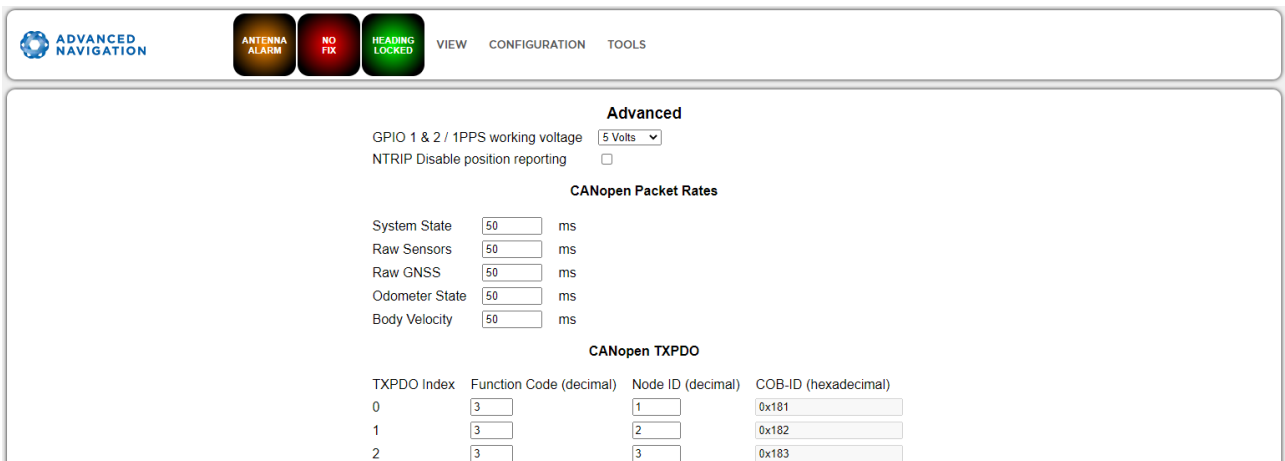 ADVANCED
NAVIGATION
ANTENNA
ALARM
NO
FIX
HEADING
LOCKED
VIEW CONFIGURATION TOOLS
Advanced
GPIO 1 & 2 / 1PPS working voltage 5 Volts
NTRIP Disable position reporting
CANopen Packet Rates
System State 50 ms
Raw Sensors 50 ms
Raw GNSS 50 ms
Odometer State 50 ms
Body Velocity 50 ms
CANopen TXPDO
TXPDO Index Function Code (decimal) Node ID (decimal) COB-ID (hexadecimal)
0 3 1 0x181
1 3 2 0x182
2 3 3 0x183